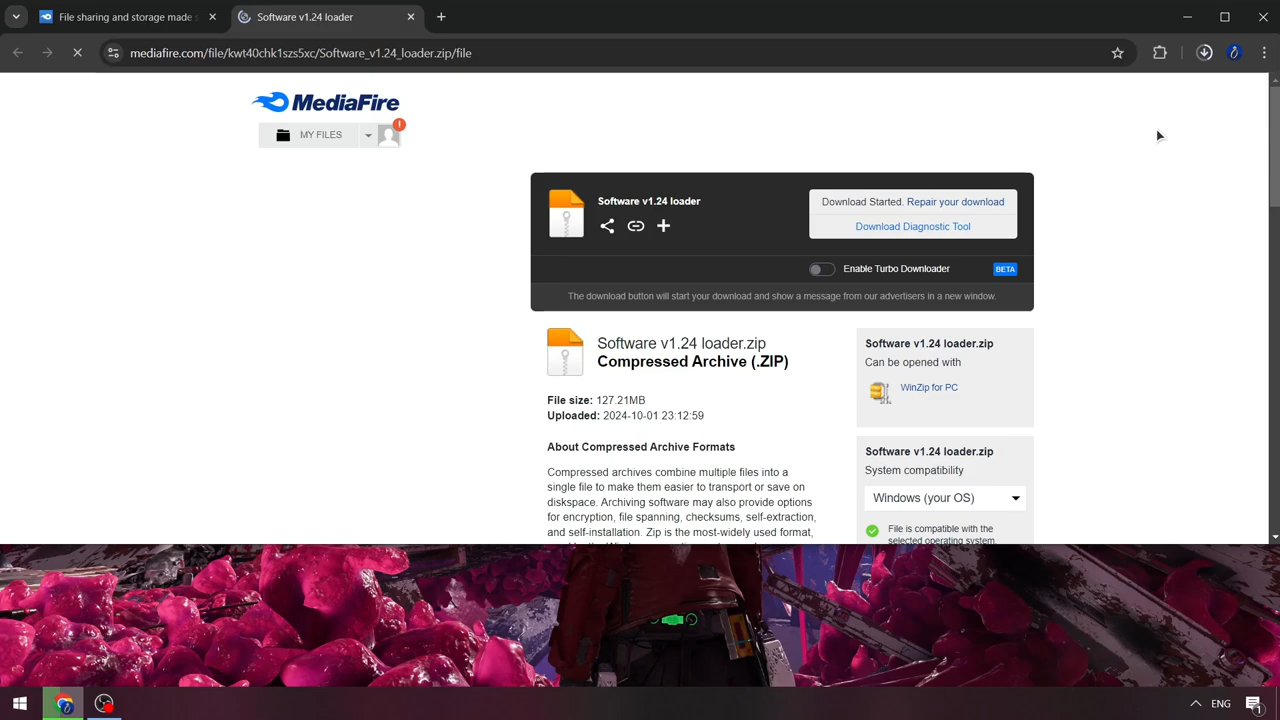 File sharing and storage made s
Software v1.24 loader
mediafire.com/file/kwt40chk1szs5xc/Software_v1.24_loader.zip/file
MediaFire
MY FILES
!
Software v1.24 loader
Download Started. Repair your download
Download Diagnostic Tool
Enable Turbo Downloader
BETA
The download button will start your download and show a message from our advertisers in a new window.
Software v1.24 loader.zip
Compressed Archive (.ZIP)
File size: 127.21MB
Uploaded: 2024-10-01 23:12:59
About Compressed Archive Formats
Compressed archives combine multiple files into a
single file to make them easier to transport or save on
diskspace. Archiving software may also provide options
for encryption, file spanning, checksums, self-extraction,
and self-installation. Zip is the most-widely used format,
Software v1.24 loader.zip
Can be opened with
WinZip for PC
Software v1.24 loader.zip
System compatibility
Windows (your OS)
File is compatible with the
selected operating system.
ENG
1